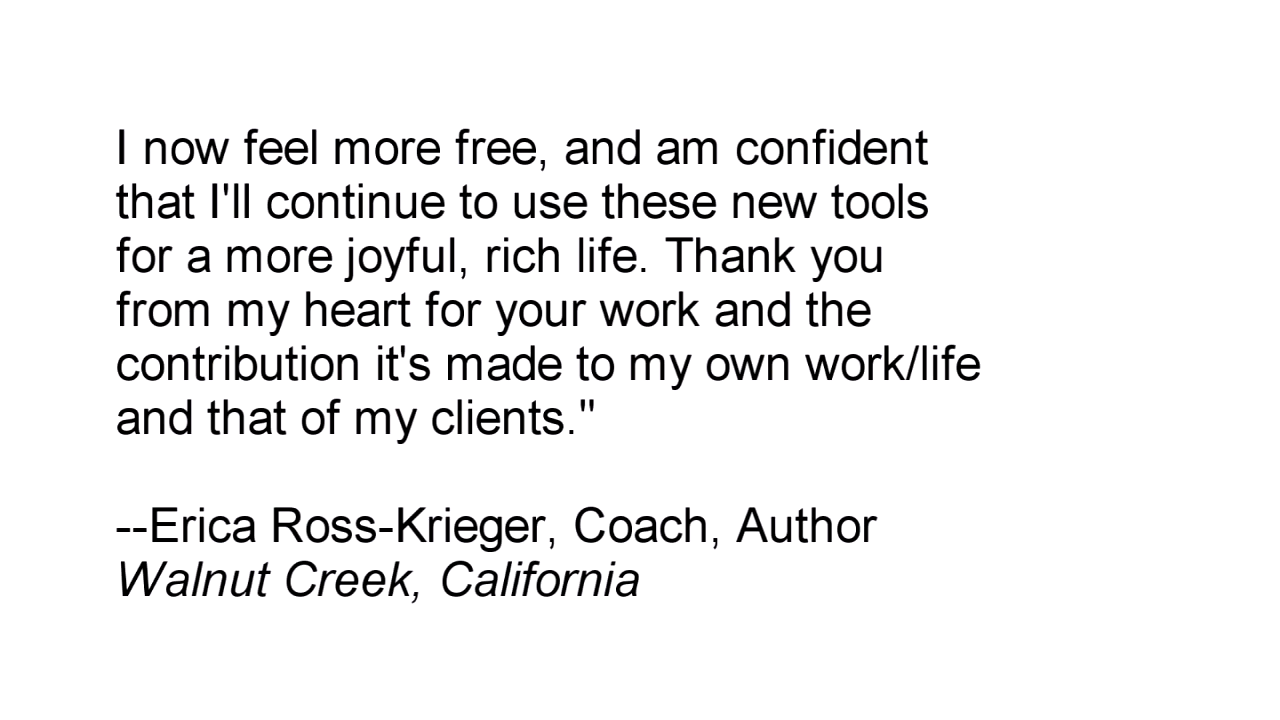 I now feel more free, and am confident
that I'll continue to use these new tools
for a more joyful, rich life. Thank you
from my heart for your work and the
contribution it's made to my own work/life
and that of my clients."
--Erica Ross-Krieger, Coach, Author
Walnut Creek, California